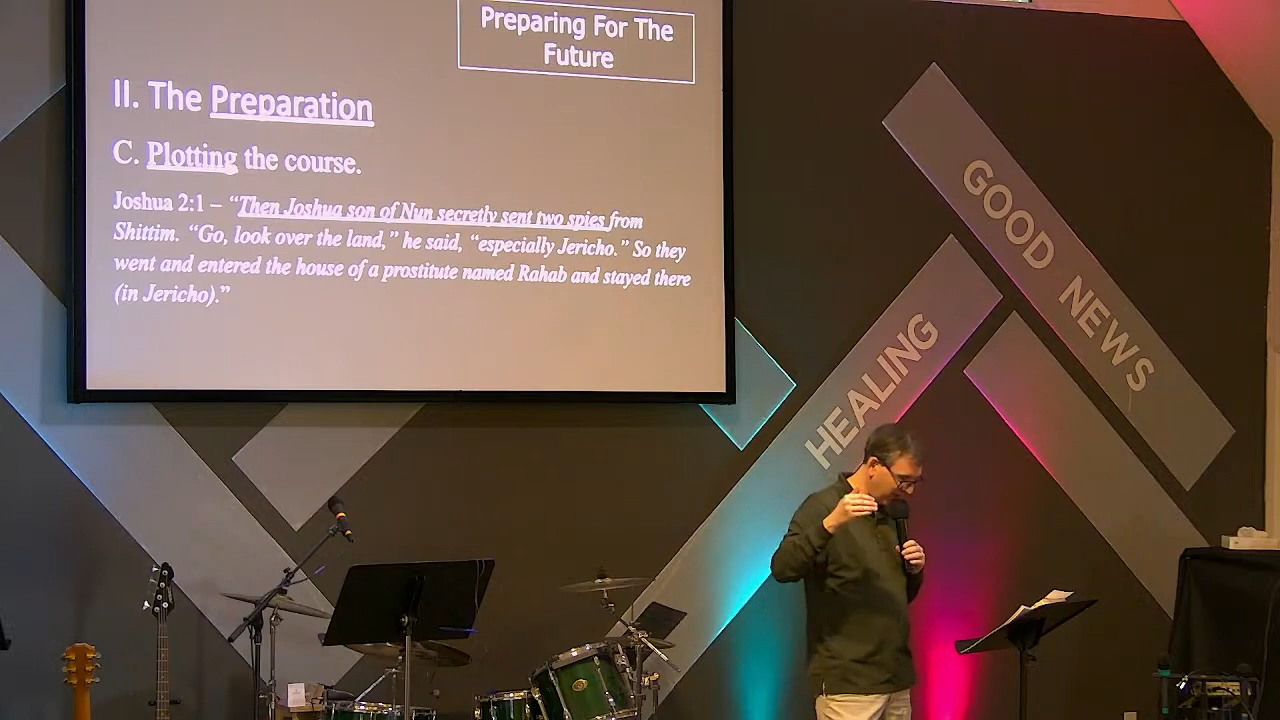 Preparing For The
Future
II. The Preparation
C. Plotting the course.
Joshua 2:1 – “Then Joshua son of Nun secretly sent two spies from
Shittim. “Go, look over the land,” he said, “especially Jericho.” So they
went and entered the house of a prostitute named Rahab and stayed there
(in Jericho).”
GOOD NEWS
HEALING